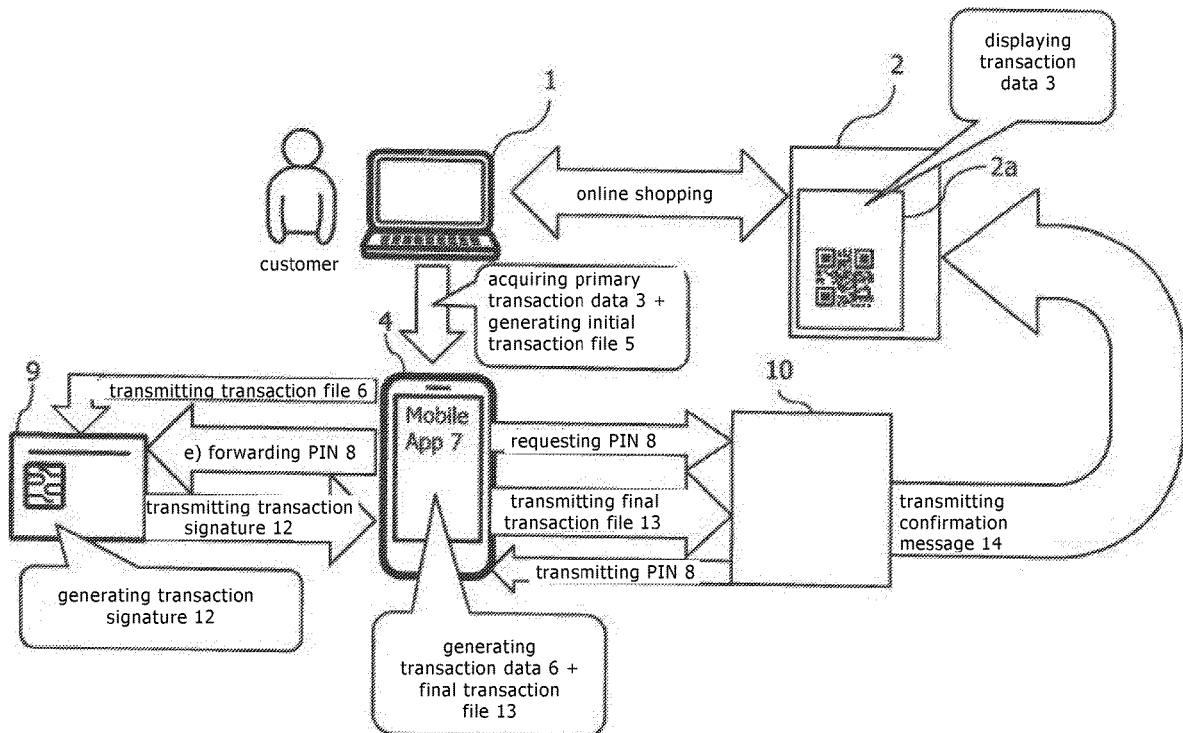 displaying
transaction
data 3
1
2
2a
online shopping
customer
acquiring primary
transaction data 3 +
generating initial
transaction file 5
4
9
10
transmitting transaction file 6
Mobile
App 7
requesting PIN 8
e) forwarding PIN 8
transmitting transaction
signature 12
transmitting final
transaction file 13
transmitting
confirmation
message 14
transmitting PIN 8
generating transaction
signature 12
generating
transaction data 6 +
final transaction
file 13